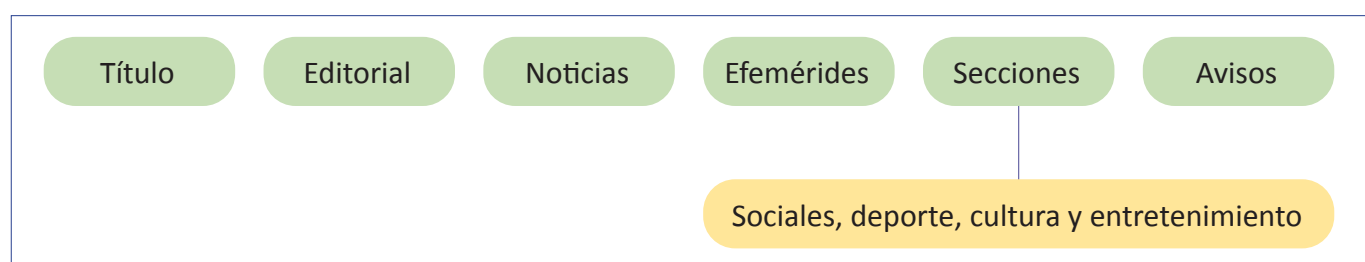 Título Editorial Noticias Efemérides Secciones Avisos
Sociales, deporte, cultura y entretenimiento